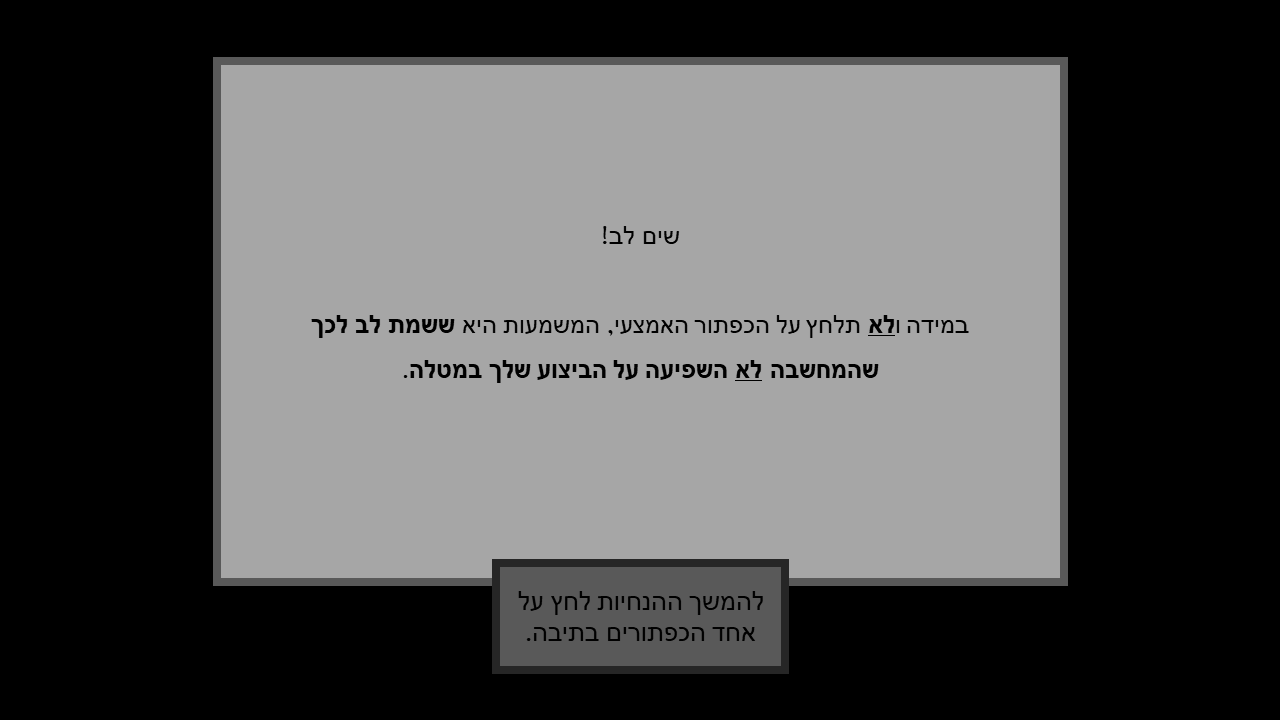 שים לב!
במידה ולא תלחץ על הכפתור האמצעי, המשמעות היא ששמת לב לכך
שהמחשבה לא השפיעה על הביצוע שלך במטלה.
להמשך ההנחיות לחץ על
אחד הכפתורים בתיבה.